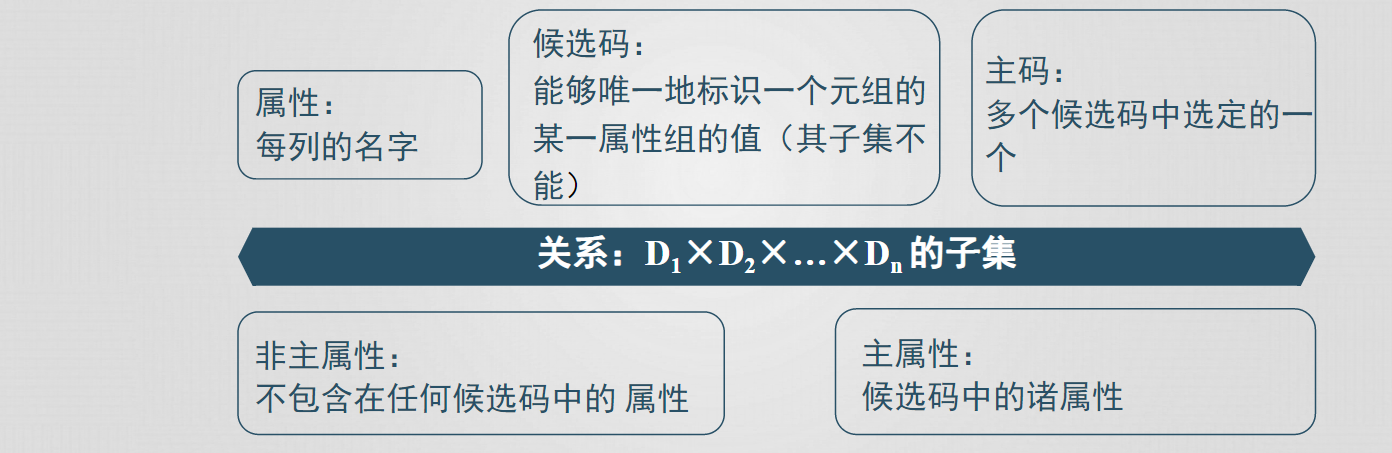 属性：
每列的名字
候选码：
能够唯一地标识一个元组的
某一属性组的值（其子集不
能）
主码：
多个候选码中选定的一
个
关系：D₁×D₂×…×Dₙ的子集
非主属性：
不包含在任何候选码中的 属性
主属性：
候选码中的诸属性